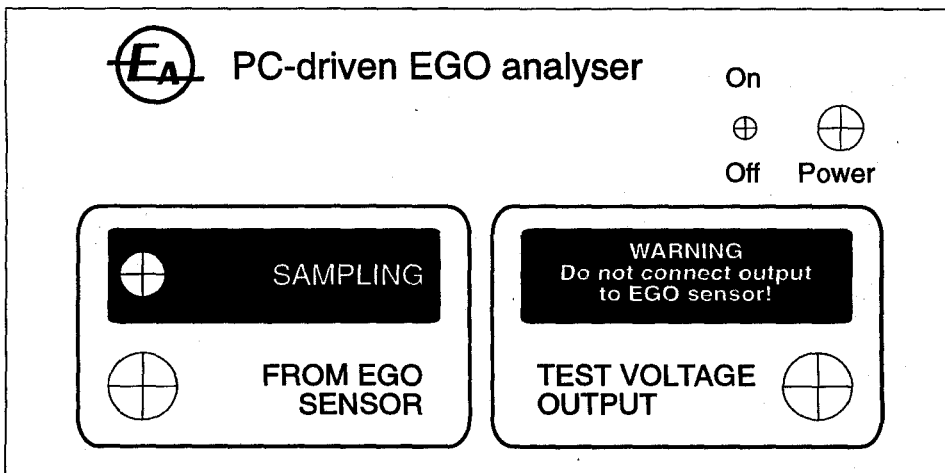 EA PC-driven EGO analyser
On
Off Power
SAMPLING
FROM EGO
SENSOR
WARNING
Do not connect output
to EGO sensor!
TEST VOLTAGE
OUTPUT